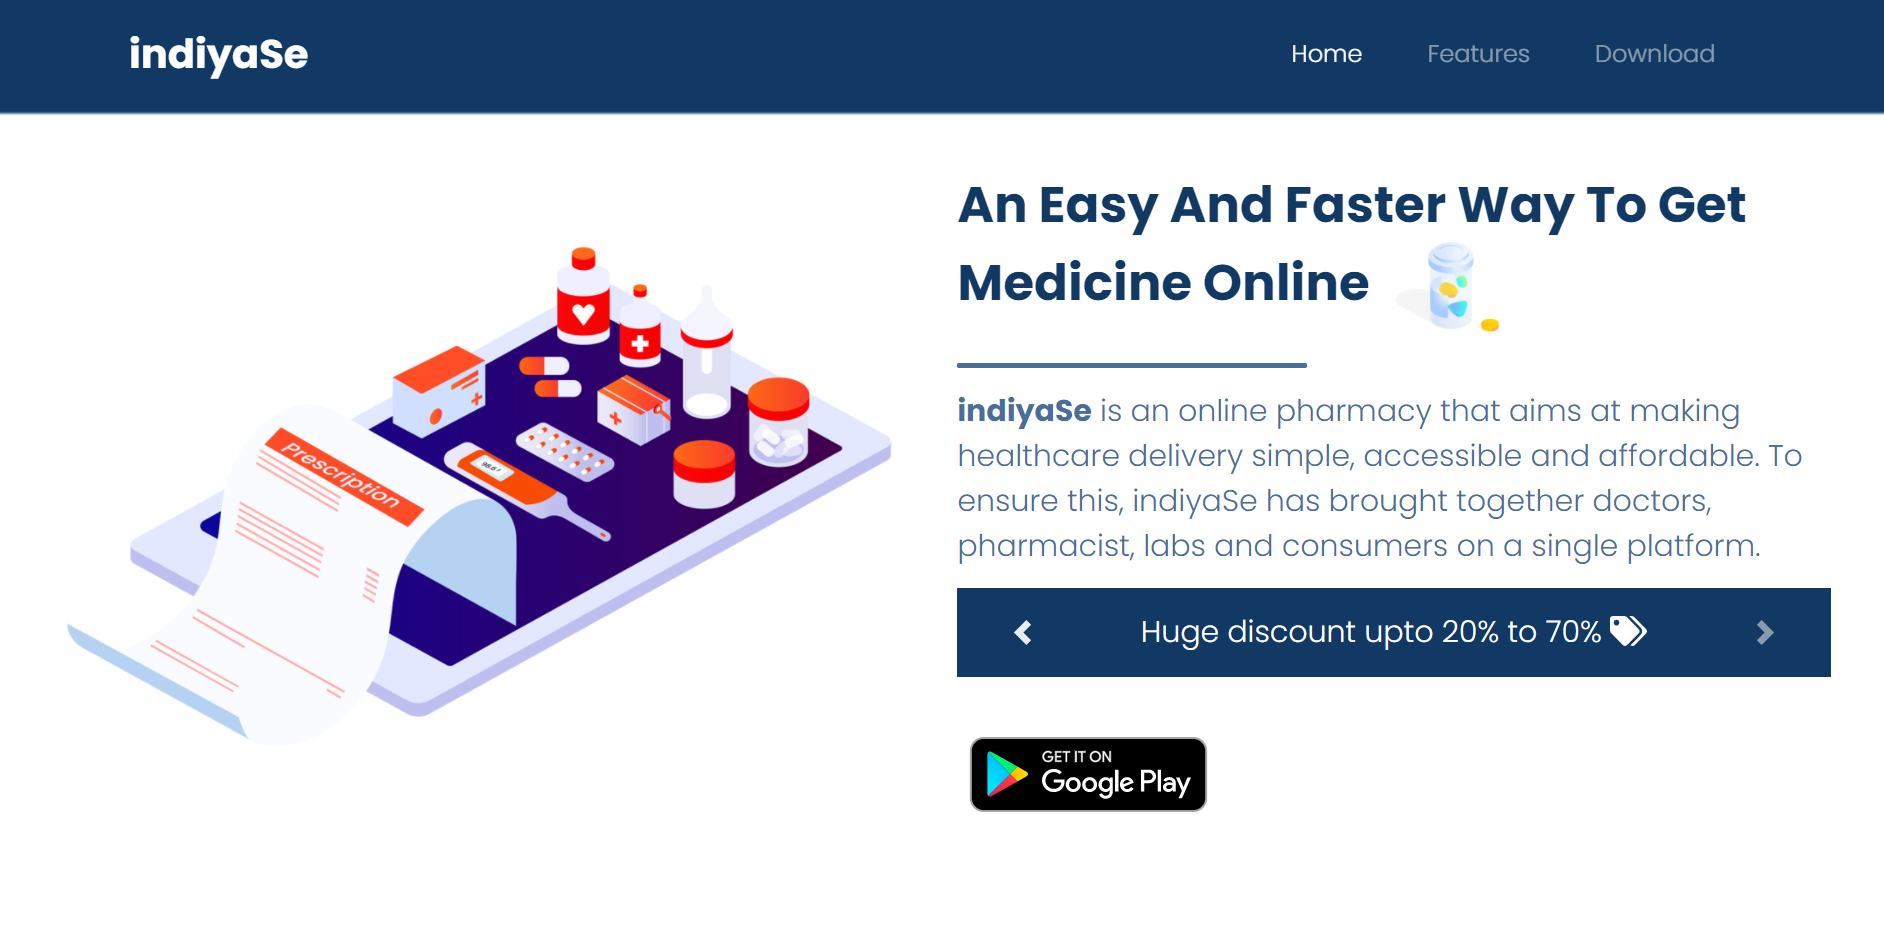 indiyaSe
Home
Features
Download
An Easy And Faster Way To Get
Medicine Online
indiyaSe is an online pharmacy that aims at making
healthcare delivery simple, accessible and affordable. To
ensure this, indiyaSe has brought together doctors,
pharmacist, labs and consumers on a single platform.
Huge discount upto 20% to 70%
GET IT ON
Google Play
Prescription
98.6